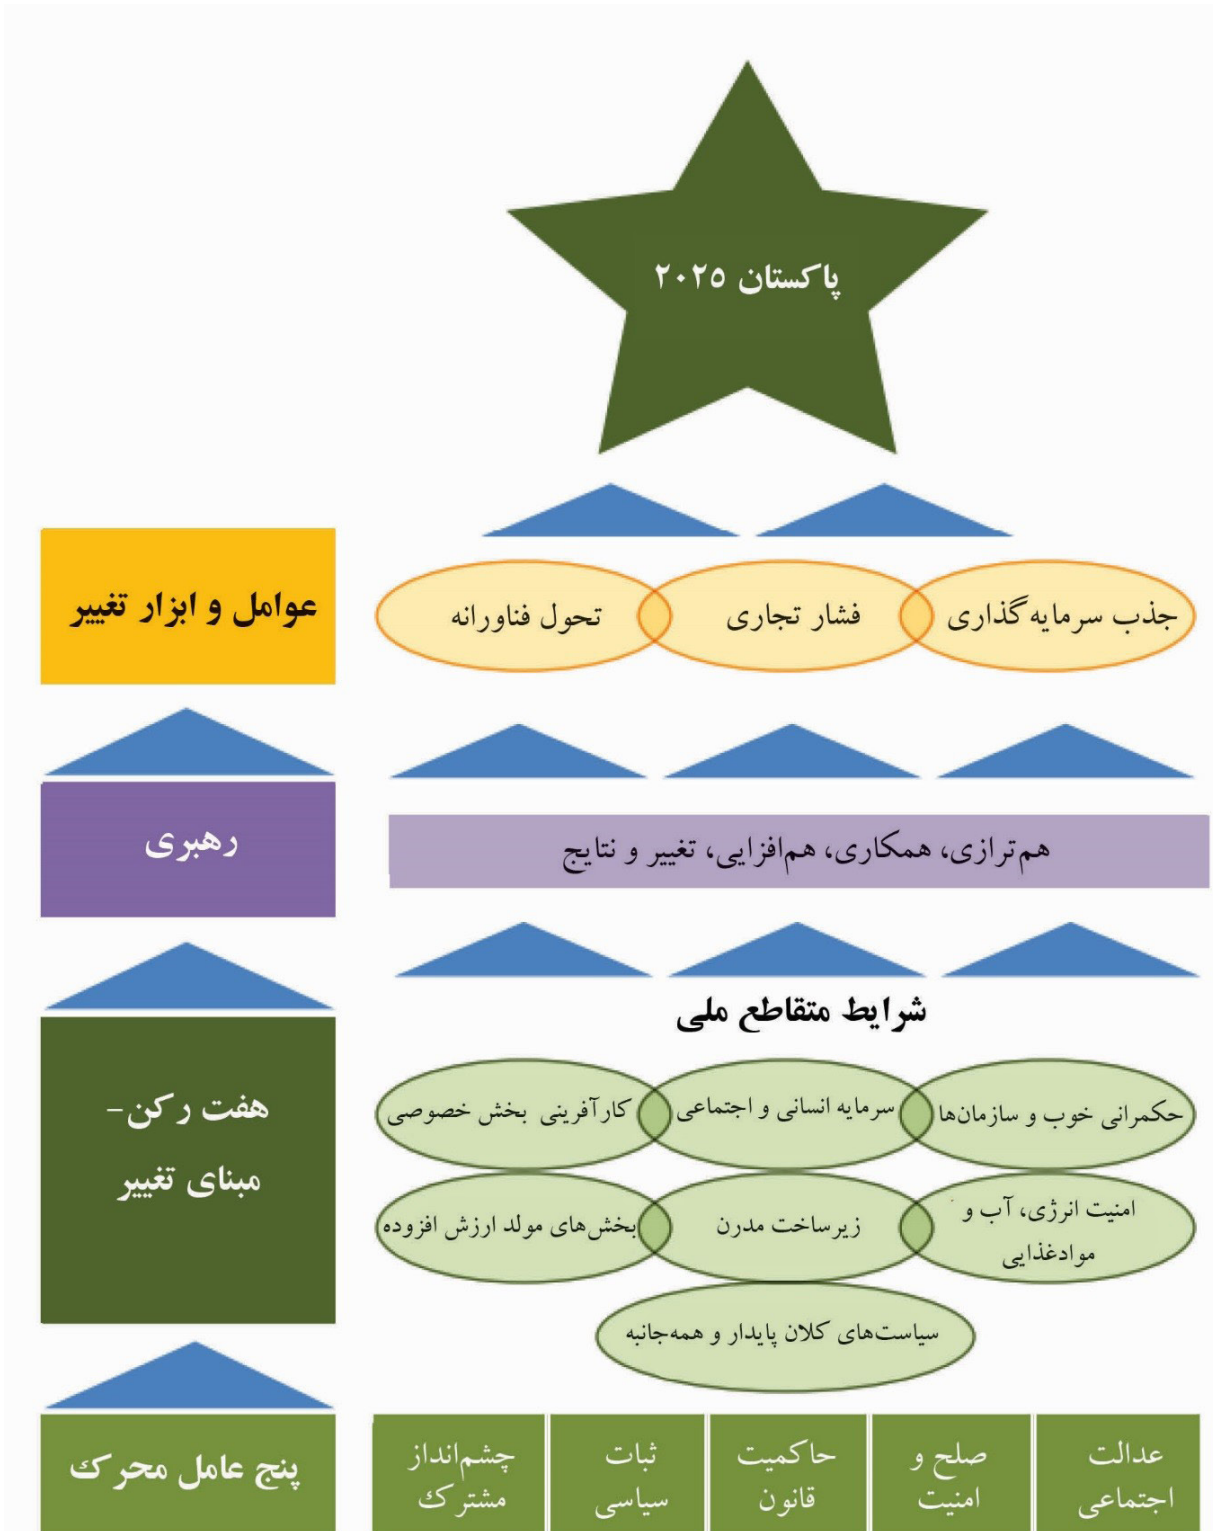 پاکستان ۲۰۲۵
عوامل و ابزار تغییر
جذب سرمایه‌گذاری
فشار تجاری
تحول فناورانه
رهبری
هم‌ترازی، همکاری، هم‌افزایی، تغییر و نتایج
شرایط متقاطع ملی
هفت رکن-
مبنای تغییر
حکمرانی خوب و سازمان‌ها
سرمایه انسانی و اجتماعی
کارآفرینی بخش خصوصی
امنیت انرژی، آب و
موادغذایی
زیرساخت مدرن
بخش‌های مولد ارزش افزوده
سیاست‌های کلان پایدار و همه‌جانبه
عدالت
اجتماعی
صلح و
امنیت
حاکمیت
قانون
ثبات
سیاسی
چشم‌انداز
مشترک
پنج عامل محرک